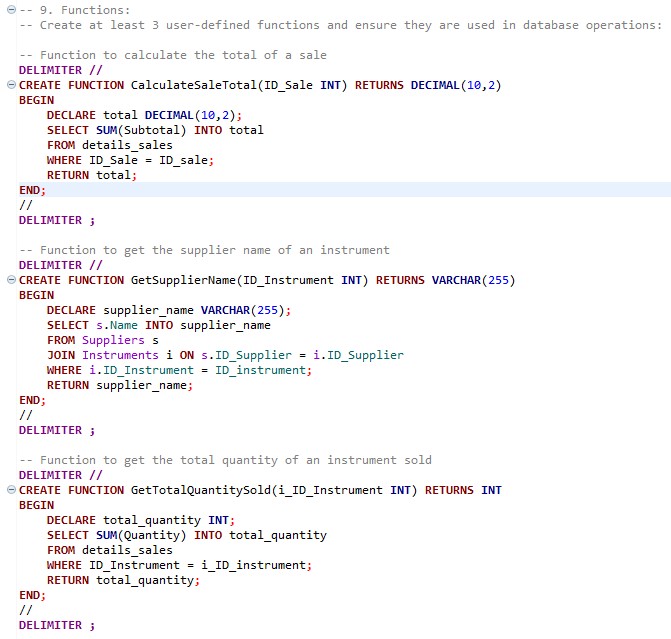 -- 9. Functions:
-- Create at least 3 user-defined functions and ensure they are used in database operations:
-- Function to calculate the total of a sale
DELIMITER //
CREATE FUNCTION CalculateSaleTotal(ID_Sale INT) RETURNS DECIMAL(10,2)
BEGIN
DECLARE total DECIMAL(10,2);
SELECT SUM(Subtotal) INTO total
FROM details_sales
WHERE ID_Sale = ID_sale;
RETURN total;
END;
//
DELIMITER ;
-- Function to get the supplier name of an instrument
DELIMITER //
CREATE FUNCTION GetSupplierName(ID_Instrument INT) RETURNS VARCHAR(255)
BEGIN
DECLARE supplier_name VARCHAR(255);
SELECT s.Name INTO supplier_name
FROM Suppliers s
JOIN Instruments i ON s.ID_Supplier = i.ID_Supplier
WHERE i.ID_Instrument = ID_instrument;
RETURN supplier_name;
END;
//
DELIMITER ;
-- Function to get the total quantity of an instrument sold
DELIMITER //
CREATE FUNCTION GetTotalQuantitySold(i_ID_Instrument INT) RETURNS INT
BEGIN
DECLARE total_quantity INT;
SELECT SUM(Quantity) INTO total_quantity
FROM details_sales
WHERE ID_Instrument = i_ID_instrument;
RETURN total_quantity;
END;
//
DELIMITER ;